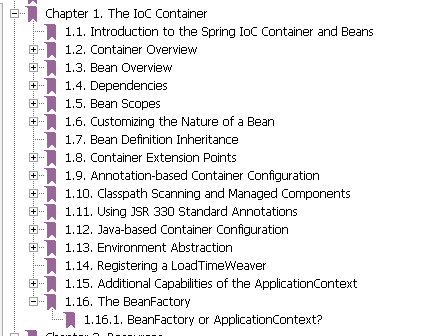 Chapter 1. The IoC Container
1.1. Introduction to the Spring IoC Container and Beans
1.2. Container Overview
1.3. Bean Overview
1.4. Dependencies
1.5. Bean Scopes
1.6. Customizing the Nature of a Bean
1.7. Bean Definition Inheritance
1.8. Container Extension Points
1.9. Annotation-based Container Configuration
1.10. Classpath Scanning and Managed Components
1.11. Using JSR 330 Standard Annotations
1.12. Java-based Container Configuration
1.13. Environment Abstraction
1.14. Registering a LoadTimeWeaver
1.15. Additional Capabilities of the ApplicationContext
1.16. The BeanFactory
1.16.1. BeanFactory or ApplicationContext?
Chapter 2. Resources